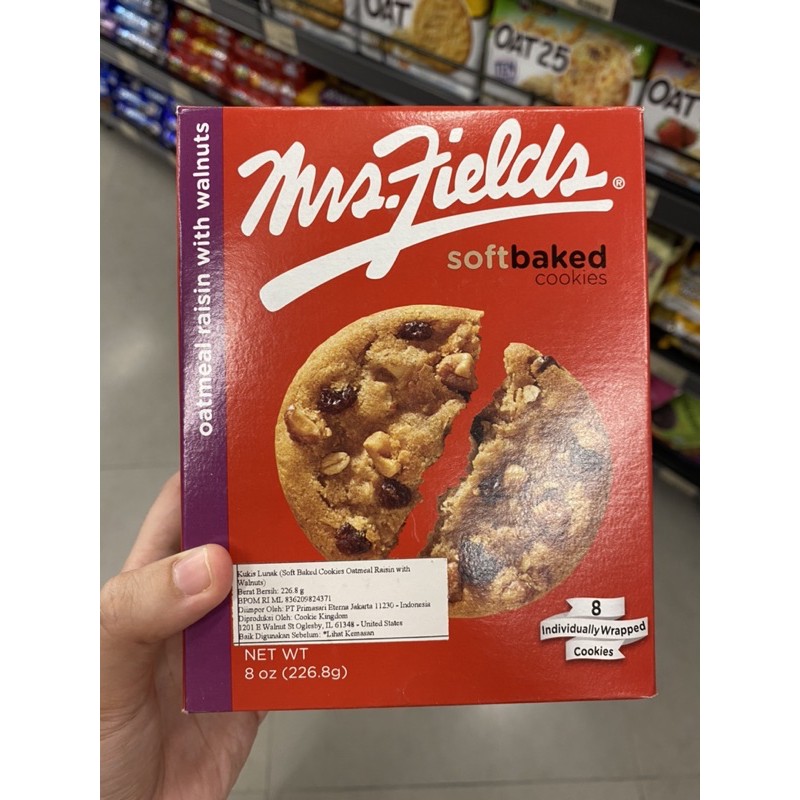 OAT
OAT 25
OAT
oatmeal raisin with walnuts
Mrs. Fields®
softbaked
cookies
Kukis Lunak (Soft Baked Cookies Oatmeal Raisin with
Walnuts)
Berat Bersih: 226.8 g
BPOM RI ML 836209824371
Diimpor Oleh: PT Primasari Eterna Jakarta 11230 - Indonesia
Diproduksi Oleh: Cookie Kingdom
1201 E Walnut St Oglesby, IL 61348 - United States
Baik Digunakan Sebelum: *Lihat Kemasan
NET WT
8 oz (226.8g)
8
Individually Wrapped
Cookies